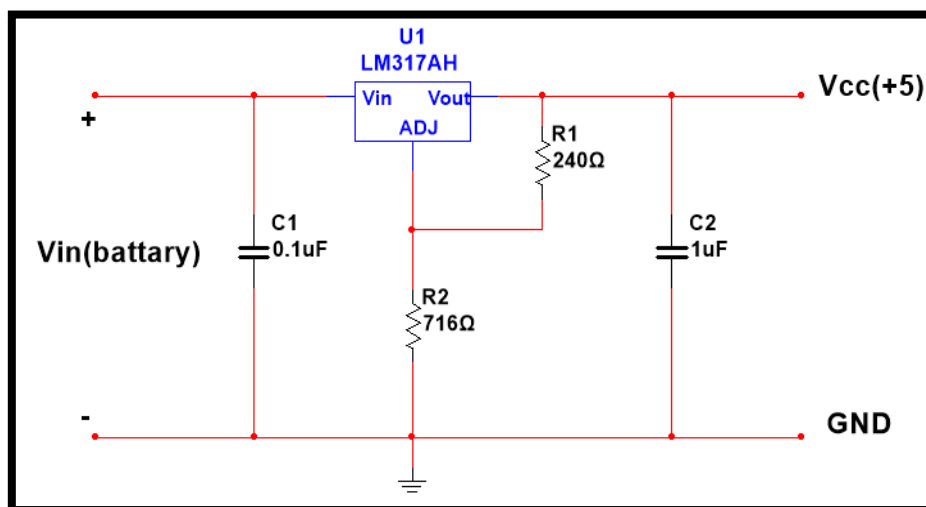 U1
LM317AH
Vin Vout
ADJ
Vcc(+5)
+
R1
240Ω
C1
0.1uF
C2
1uF
Vin(battary)
R2
716Ω
-
GND